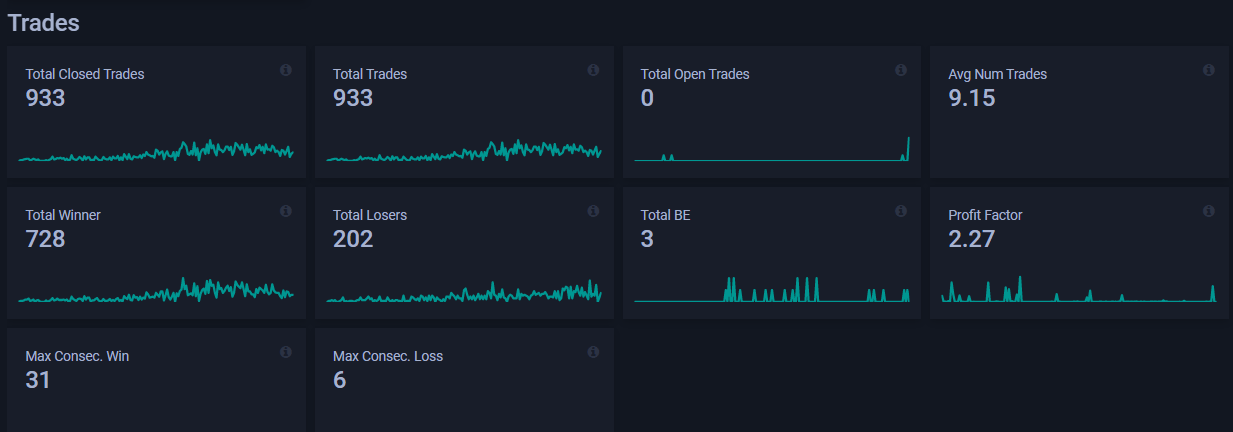 Trades
Total Closed Trades
933
Total Trades
933
Total Open Trades
0
Avg Num Trades
9.15
Total Winner
728
Total Losers
202
Total BE
3
Profit Factor
2.27
Max Consec. Win
31
Max Consec. Loss
6